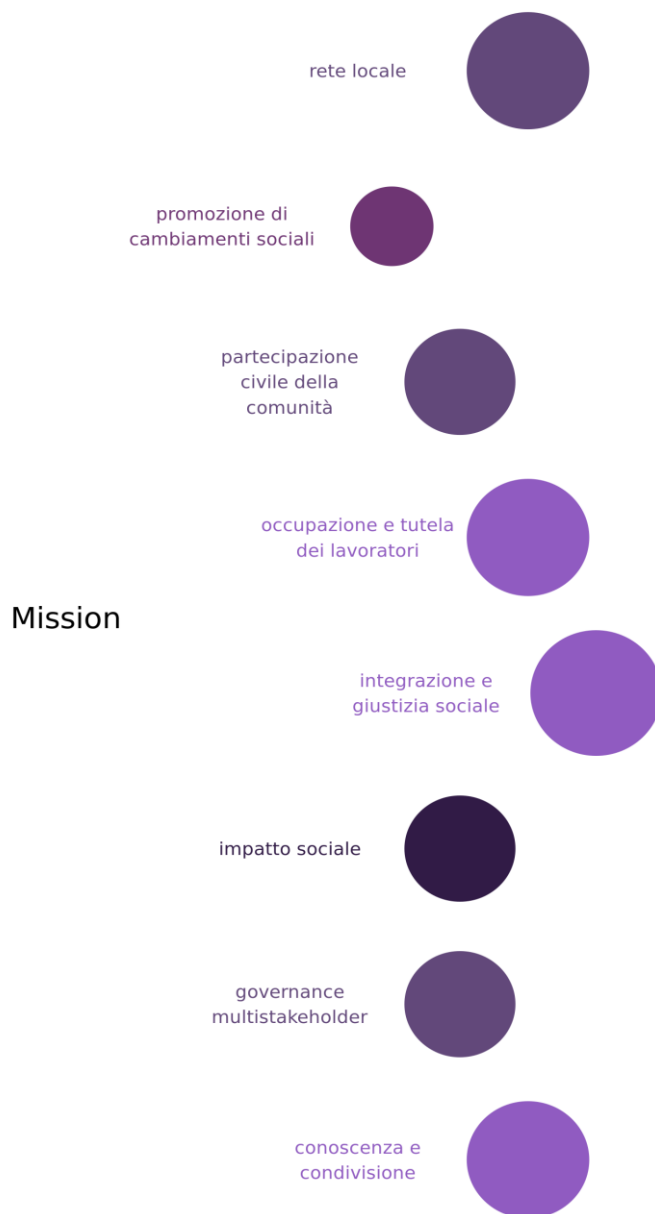 rete locale
promozione di
cambiamenti sociali
partecipazione
civile della
comunità
occupazione e tutela
dei lavoratori
Mission
integrazione e
giustizia sociale
impatto sociale
governance
multistakeholder
conoscenza e
condivisione